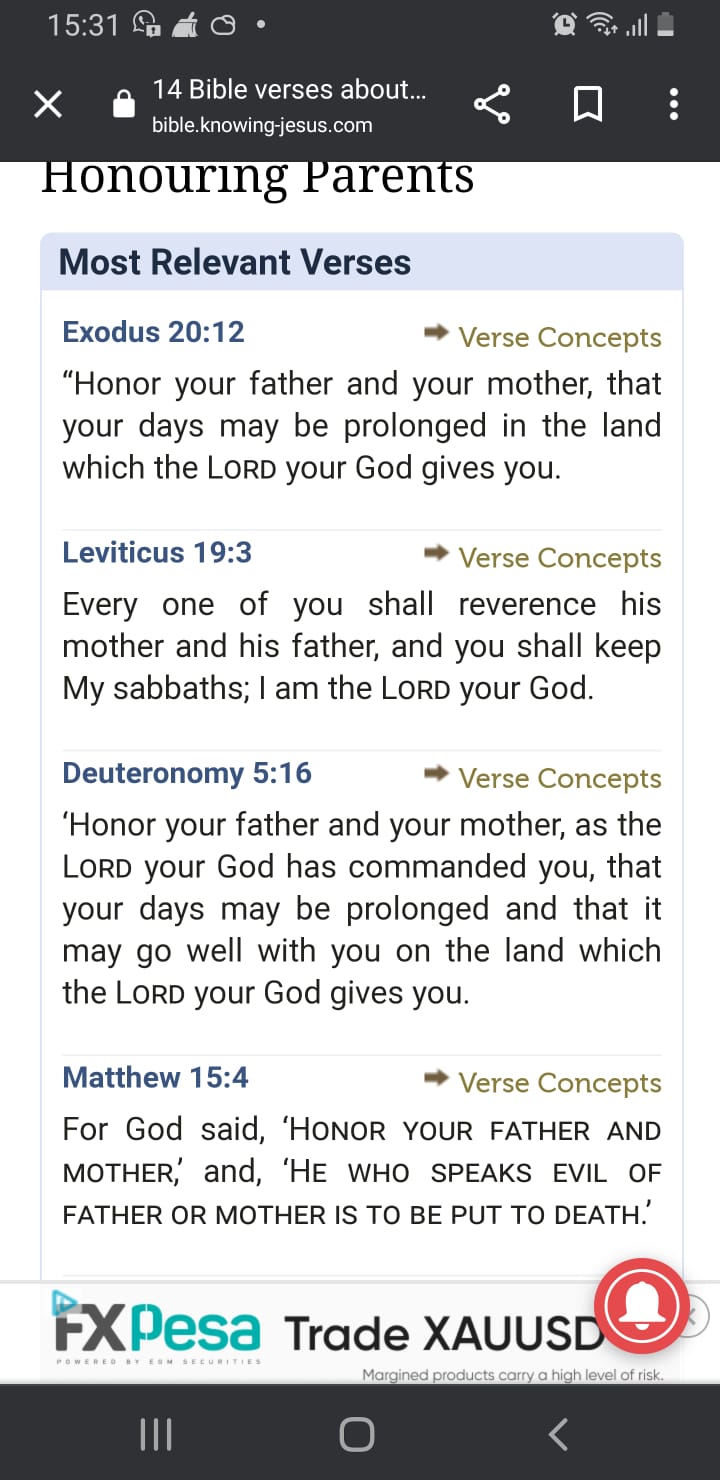 15:31
14 Bible verses about...
bible.knowing-jesus.com
Honouring Parents
Most Relevant Verses
Exodus 20:12 Verse Concepts
“Honor your father and your mother, that
your days may be prolonged in the land
which the LORD your God gives you.
Leviticus 19:3 Verse Concepts
Every one of you shall reverence his
mother and his father, and you shall keep
My sabbaths; I am the LORD your God.
Deuteronomy 5:16 Verse Concepts
‘Honor your father and your mother, as the
LORD your God has commanded you, that
your days may be prolonged and that it
may go well with you on the land which
the LORD your God gives you.
Matthew 15:4 Verse Concepts
For God said, ‘HONOR YOUR FATHER AND
MOTHER,’ and, ‘HE WHO SPEAKS EVIL OF
FATHER OR MOTHER IS TO BE PUT TO DEATH.’
FXPesa Trade XAUUSD
POWERED BY EGM SECURITIES
Margined products carry a high level of risk.